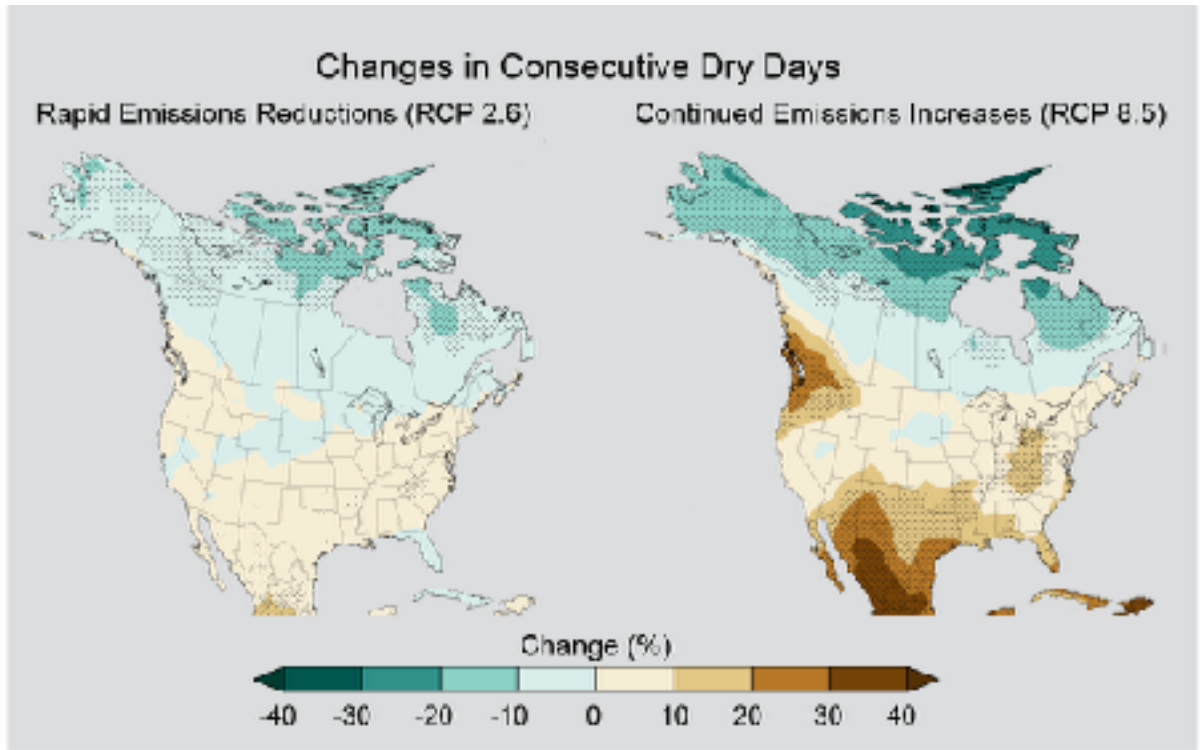 Changes in Consecutive Dry Days
Rapid Emissions Reductions (RCP 2.6)
Continued Emissions Increases (RCP 8.5)
Change (%)
-40 -30 -20 -10 0 10 20 30 40